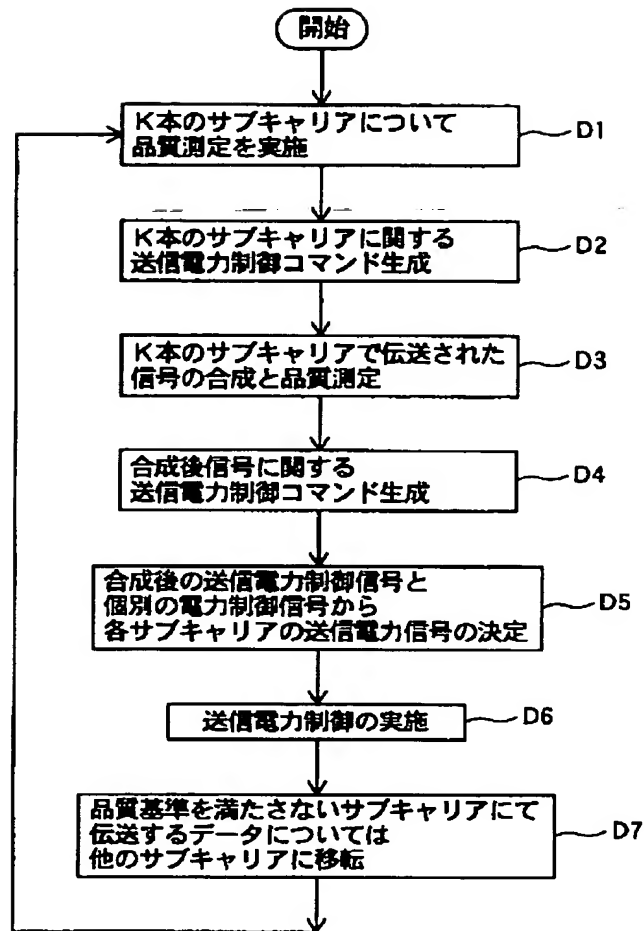 開始
K本のサブキャリアについて
品質測定を実施
D1
K本のサブキャリアに関する
送信電力制御コマンド生成
D2
K本のサブキャリアで伝送された
信号の合成と品質測定
D3
合成後信号に関する
送信電力制御コマンド生成
D4
合成後の送信電力制御信号と
個別の電力制御信号から
各サブキャリアの送信電力信号の決定
D5
送信電力制御の実施
D6
品質基準を満たさないサブキャリアにて
伝送するデータについては
他のサブキャリアに移転
D7